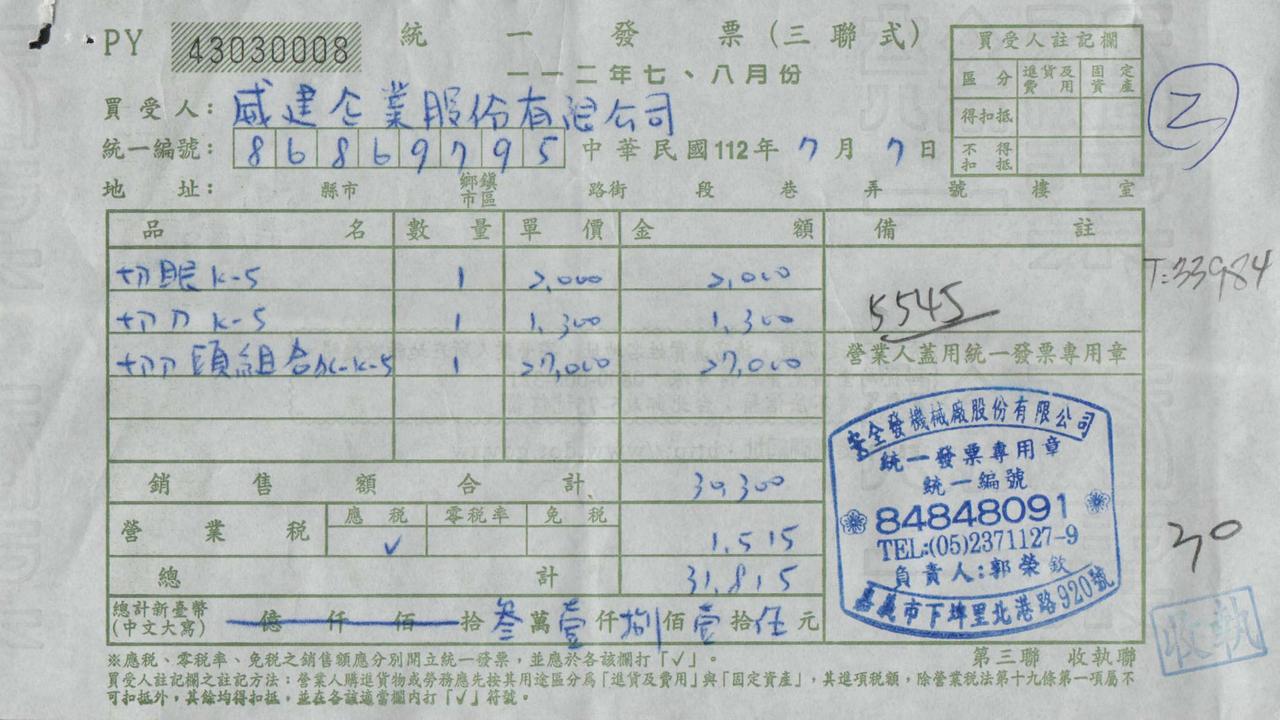 PY 43030008 統一發票(三聯式)
一一二年七、八月份
買受人註記欄
區分 進貨及費用 固定資產
得扣抵
不得扣抵
2
買受人: 威建企業股份有限公司
統一編號: 86869795 中華民國112年7月7日
地址: 縣市 鄉鎮市區 路街 段 巷 弄 號 樓 室
品名 數量 單價 金額 備註
切眼K-5 1 2,000 2,000
切刀K-5 1 1,300 1,300
切刀頭組合 K-5 1 27,000 27,000
5545
T:33984
營業人蓋用統一發票專用章
銷售額合計 30,300
營業稅 應稅 ✓ 零稅率 免稅 1,515
總計 31,815
總計新臺幣(中文大寫) 億仟佰拾叁萬壹仟捌佰壹拾伍元
安全發機械廠股份有限公司
統一發票專用章
統一編號
84848091
TEL:(05)2371127-9
負責人:郭榮欽
嘉義市下埤里北港路920號
30
收執
※應稅、零稅率、免稅之銷售額應分別開立統一發票,並應於各該欄打「✓」。
第三聯 收執聯
買受人註記欄之註記方法:營業人購進貨物或勞務應先按其用途區分為「進貨及費用」與「固定資產」,其進項稅額,除營業稅法第十九條第一項屬不
可扣抵外,其餘均得扣抵,並在各該適當欄內打「✓」符號。